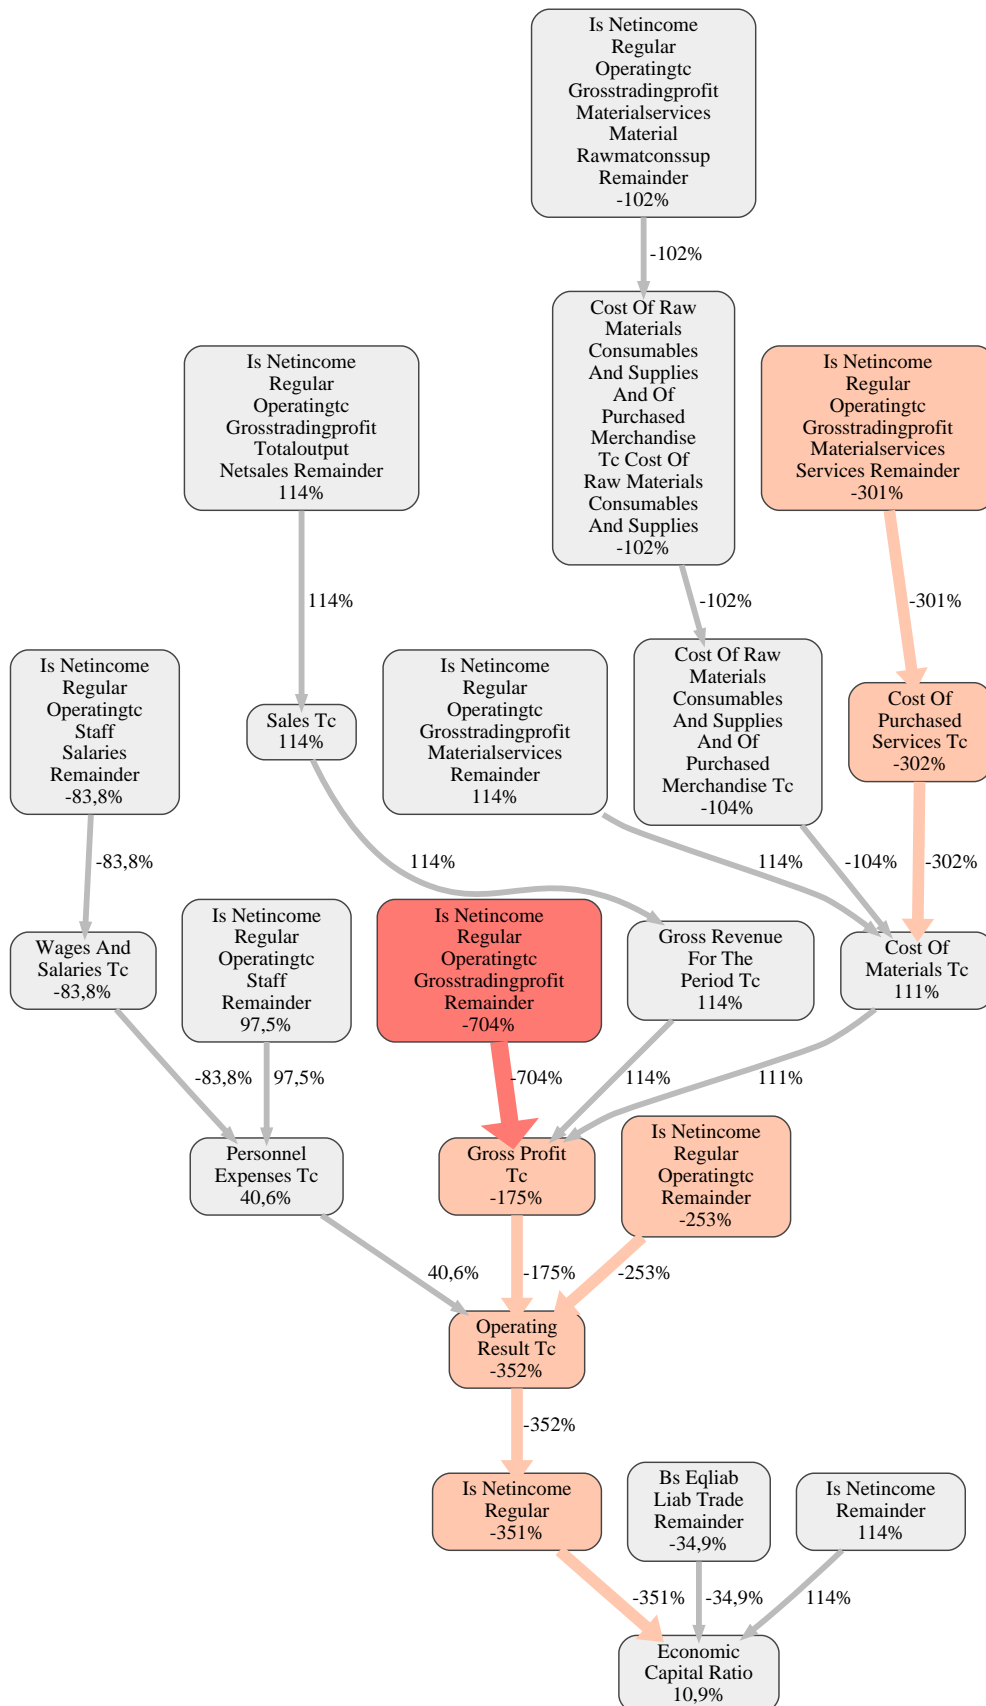 Is Netincome
Regular
Operatingtc
Grosstradingprofit
Materialservices
Material
Rawmatconssup
Remainder
-102%
-102%
Cost Of Raw
Materials
Consumables
And Supplies
And Of
Purchased
Merchandise
Tc Cost Of
Raw Materials
Consumables
And Supplies
-102%
Is Netincome
Regular
Operatingtc
Grosstradingprofit
Totaloutput
Netsales Remainder
114%
Is Netincome
Regular
Operatingtc
Grosstradingprofit
Materialservices
Services Remainder
-301%
114%
-102%
-301%
Is Netincome
Regular
Operatingtc
Staff
Salaries
Remainder
-83,8%
Sales Tc
114%
Is Netincome
Regular
Operatingtc
Grosstradingprofit
Materialservices
Remainder
114%
Cost Of Raw
Materials
Consumables
And Supplies
And Of
Purchased
Merchandise Tc
-104%
Cost Of
Purchased
Services Tc
-302%
-83,8%
114%
114%
-104%
-302%
Wages And
Salaries Tc
-83,8%
Is Netincome
Regular
Operatingtc
Staff
Remainder
97,5%
Is Netincome
Regular
Operatingtc
Grosstradingprofit
Remainder
-704%
Gross Revenue
For The
Period Tc
114%
Cost Of
Materials Tc
111%
-83,8%
97,5%
-704%
114%
111%
Personnel
Expenses Tc
40,6%
Gross Profit
Tc
-175%
Is Netincome
Regular
Operatingtc
Remainder
-253%
40,6%
-175%
-253%
Operating
Result Tc
-352%
-352%
Is Netincome
Regular
-351%
Bs Eqliab
Liab Trade
Remainder
-34,9%
Is Netincome
Remainder
114%
-351%
-34,9%
114%
Economic
Capital Ratio
10,9%